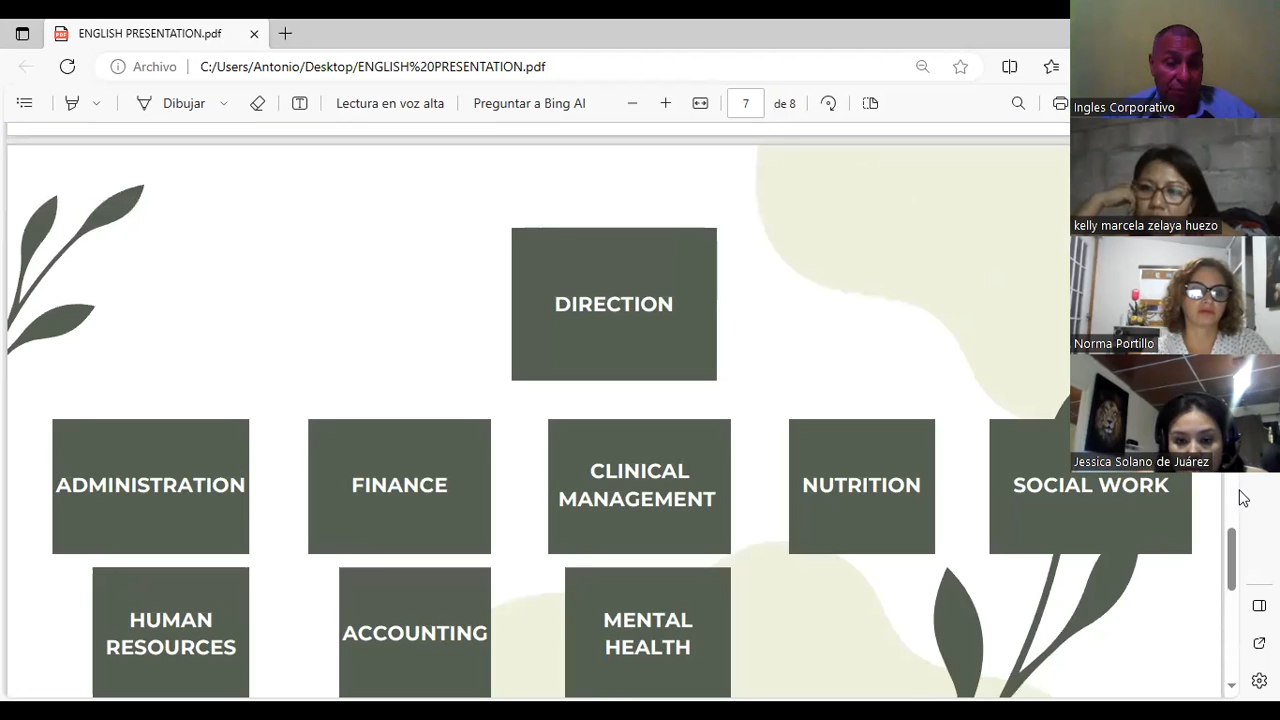 ENGLISH PRESENTATION.pdf
Archivo
C:/Users/Antonio/Desktop/ENGLISH%20PRESENTATION.pdf
Dibujar
Lectura en voz alta
Preguntar a Bing AI
7
de 8
Ingles Corporativo
kelly marcela zelaya huezo
Norma Portillo
Jessica Solano de Juárez
DIRECTION
ADMINISTRATION
FINANCE
CLINICAL
MANAGEMENT
NUTRITION
SOCIAL WORK
HUMAN
RESOURCES
ACCOUNTING
MENTAL
HEALTH